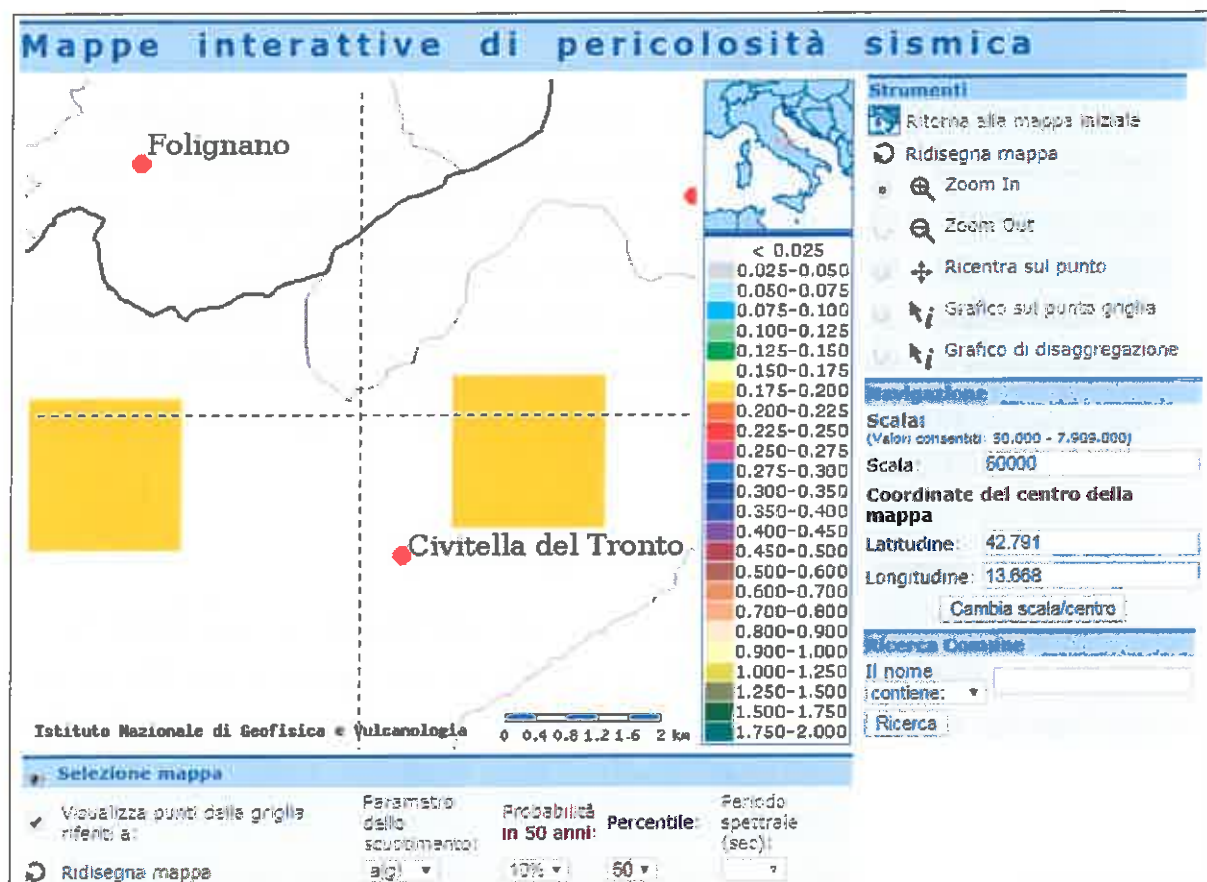 Mappe interattive di pericolosità sismica
Folignano
Civitella del Tronto
Istituto Nazionale di Geofisica e Vulcanologia
0 0.4 0.8 1.2 1.6 2 km
< 0.025
0.025-0.050
0.050-0.075
0.075-0.100
0.100-0.125
0.125-0.150
0.150-0.175
0.175-0.200
0.200-0.225
0.225-0.250
0.250-0.275
0.275-0.300
0.300-0.350
0.350-0.400
0.400-0.450
0.450-0.500
0.500-0.600
0.600-0.700
0.700-0.800
0.800-0.900
0.900-1.000
1.000-1.250
1.250-1.500
1.500-1.750
1.750-2.000
Strumenti
Ritorna alla mappa iniziale
Ridisegna mappa
Zoom In
Zoom Out
Ricentra sul punto
Grafico sul punto griglia
Grafico di disaggregazione
Navigazione
Scala:
(Valori consentiti: 50.000 - 7.909.000)
Scala: 50000
Coordinate del centro della
mappa
Latitudine: 42.791
Longitudine: 13.668
Cambia scala/centro
Ricerca Comune
Il nome
contiene:
Ricerca
Selezione mappa
Visualizza punti della griglia
riferiti a:
Parametro
dello
scuotimento:
a(g)
Probabilità
in 50 anni:
10%
Percentile:
50
Periodo
spettrale
(sec):
Ridisegna mappa